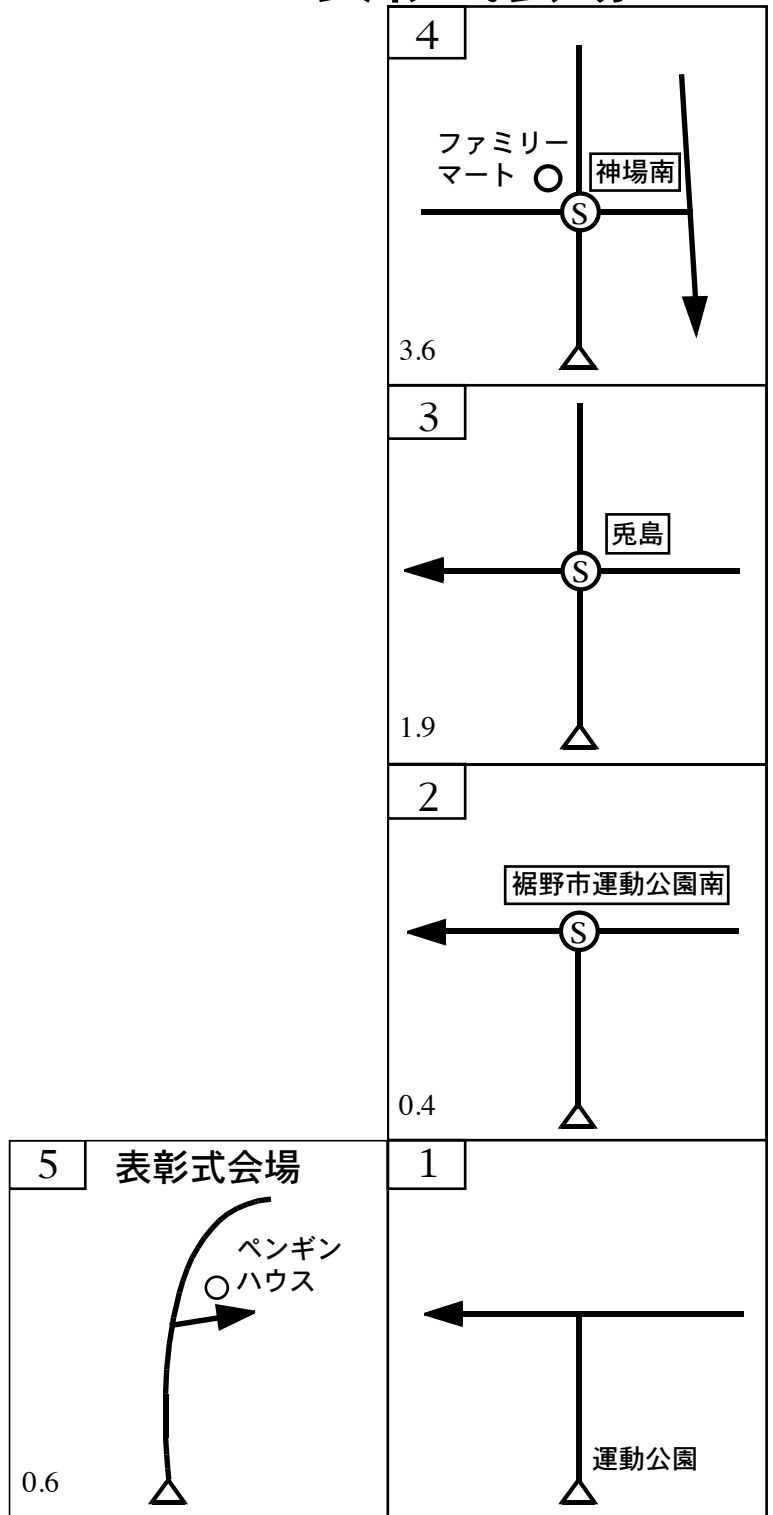 4
ファミリー
マート
神場南
S
3.6
3
兎島
S
1.9
2
裾野市運動公園南
S
0.4
5
表彰式会場
ペンギン
ハウス
0.6
1
運動公園